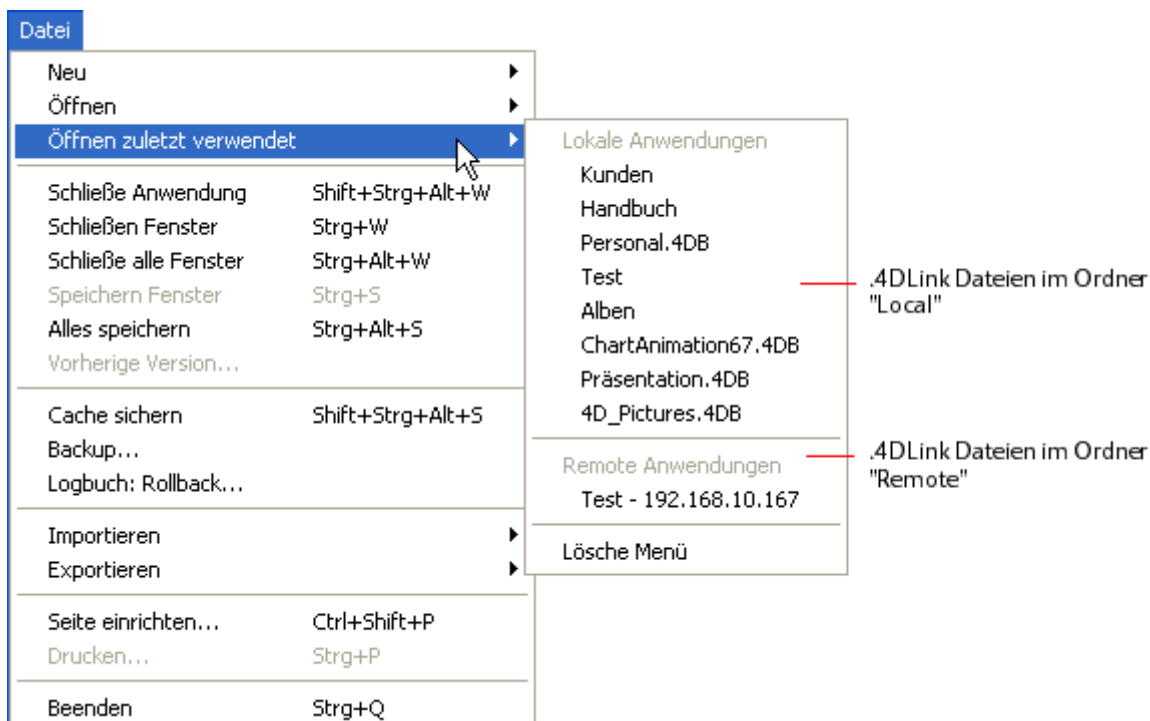 Datei
Neu
Öffnen
Öffnen zuletzt verwendet
Schließe Anwendung Shift+Strg+Alt+W
Schließen Fenster Strg+W
Schließe alle Fenster Strg+Alt+W
Speichern Fenster Strg+S
Alles speichern Strg+Alt+S
Vorherige Version...
Cache sichern Shift+Strg+Alt+S
Backup...
Logbuch: Rollback...
Importieren
Exportieren
Seite einrichten... Ctrl+Shift+P
Drucken... Strg+P
Beenden Strg+Q
Lokale Anwendungen
Kunden
Handbuch
Personal.4DB
Test
Alben
ChartAnimation67.4DB
Präsentation.4DB
4D_Pictures.4DB
Remote Anwendungen
Test - 192.168.10.167
Lösche Menü
.4DLink Dateien im Ordner
"Local"
.4DLink Dateien im Ordner
"Remote"